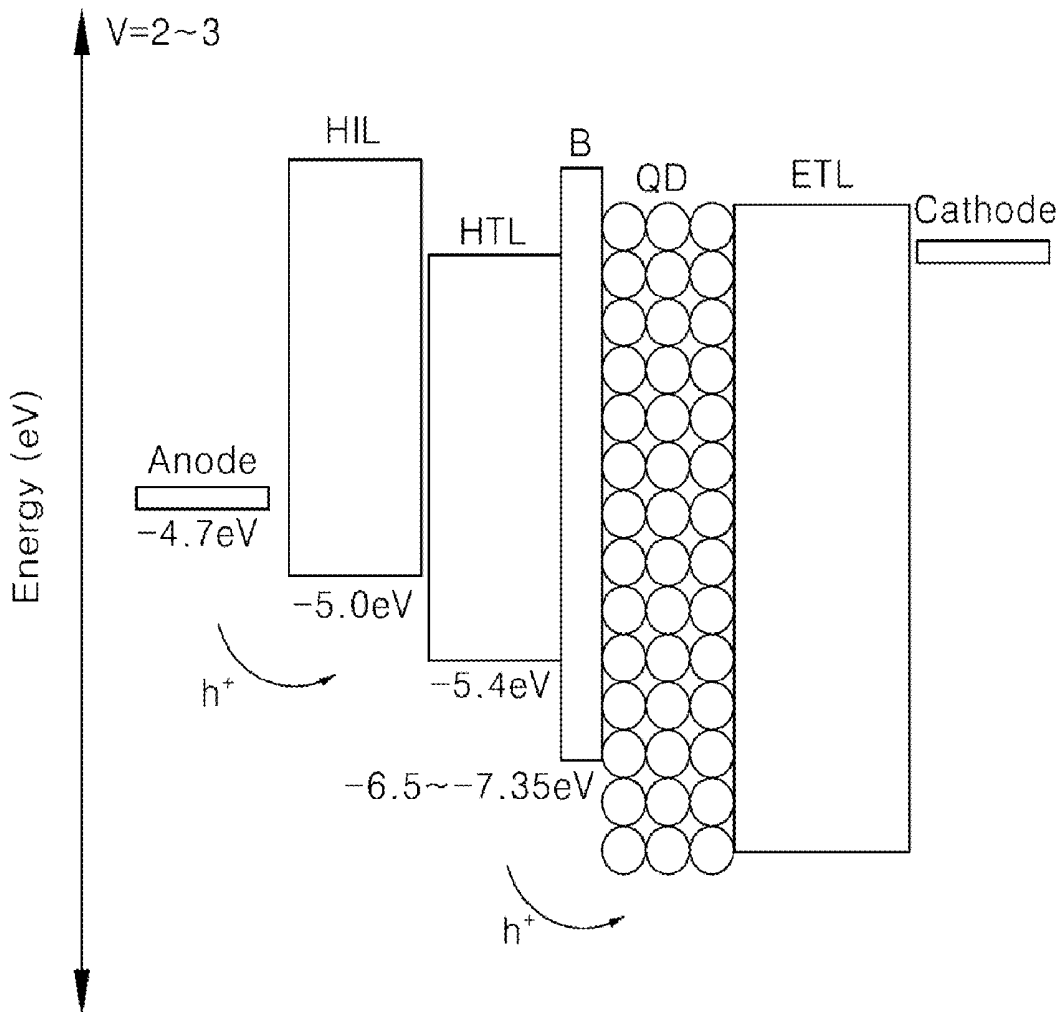 V=2~3
HIL
B
QD
ETL
HTL
Cathode
Anode
-4.7eV
-5.0eV
h+
-5.4eV
-6.5~-7.35eV
h+
Energy (eV)